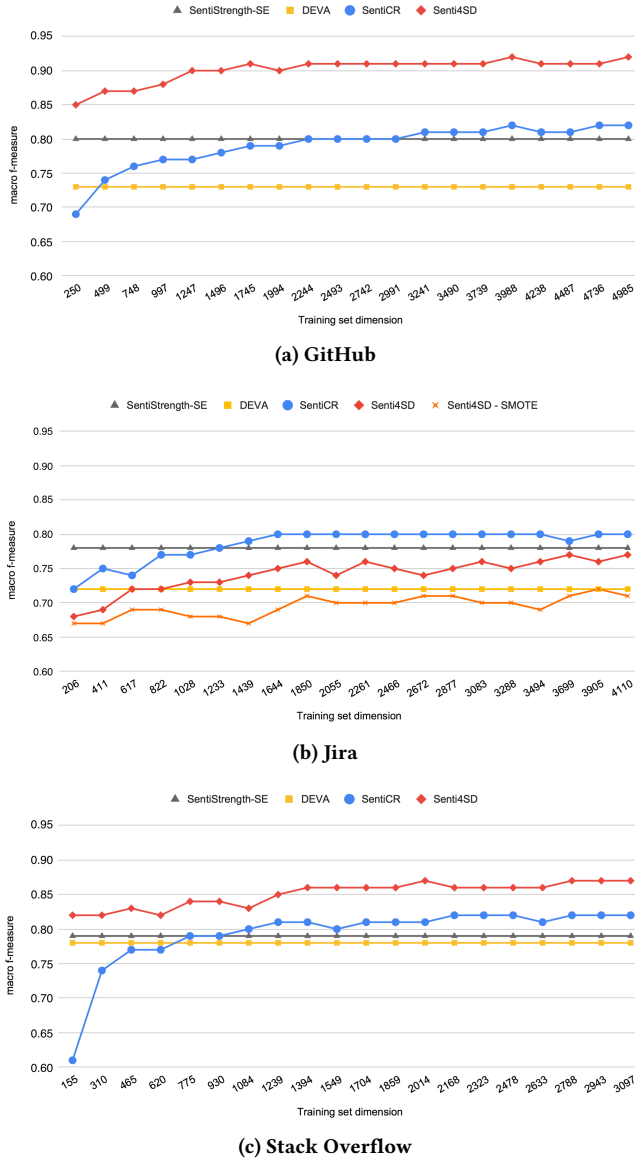 SentiStrength-SE DEVA SentiCR Senti4SD
macro f-measure
0.95
0.90
0.85
0.80
0.75
0.70
0.65
0.60
250 499 748 997 1247 1496 1745 1994 2244 2493 2742 2991 3241 3490 3739 3988 4238 4487 4736 4985
Training set dimension
(a) GitHub
SentiStrength-SE DEVA SentiCR Senti4SD Senti4SD - SMOTE
macro f-measure
0.95
0.90
0.85
0.80
0.75
0.70
0.65
0.60
206 411 617 822 1028 1233 1439 1644 1850 2055 2261 2466 2672 2877 3083 3288 3494 3699 3905 4110
Training set dimension
(b) Jira
SentiStrength-SE DEVA SentiCR Senti4SD
macro f-measure
0.95
0.90
0.85
0.80
0.75
0.70
0.65
0.60
155 310 465 620 775 930 1084 1239 1394 1549 1704 1859 2014 2168 2323 2478 2633 2788 2943 3097
Training set dimension
(c) Stack Overflow